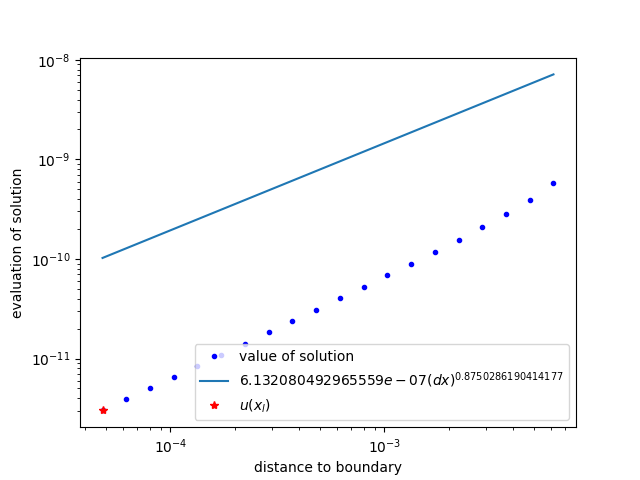 10⁻⁸
10⁻⁹
10⁻¹⁰
10⁻¹¹
evaluation of solution
value of solution
6.132080492965559e − 07(dx)^0.8750286190414177
u(x_l)
10⁻⁴
10⁻³
distance to boundary